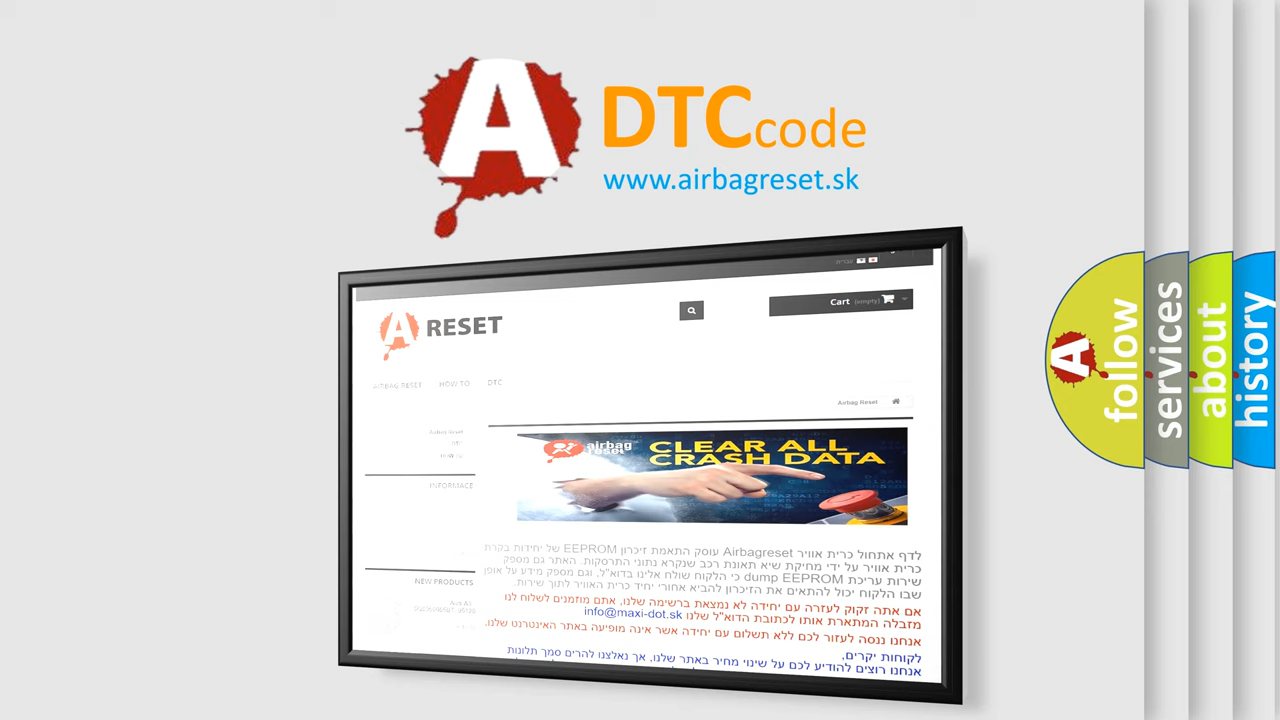 A
DTCcode
www.airbagreset.sk
עברית
Cart (empty)
A RESET
AIRBAG RESET HOW TO DTC
Airbag Reset
Airbag Reset
DTC
HOW TO
INFORMACE
NEW PRODUCTS
airbag
reset
CLEAR ALL
CRASH DATA
לדף אתחול כרית אוויר Airbagreset עוסק התאמת זיכרון EEPROM של יחידות בקרת
כרית אוויר על ידי מחיקת שיא תאונת רכב שנקרא נתוני התרסקות. האתר גם מספק
שירות עריכת dump EEPROM כי הלקוח שולח אלינו בדוא"ל, וגם מספק מידע על אופן
שבו הלקוח יכול להתאים את הזיכרון להביא אחורי יחיד כרית האוויר לתוך שירות.
אם אתה זקוק לעזרה עם יחידה לא נמצאת ברשימה שלנו, אתם מוזמנים לשלוח לנו
מזבלה המתארת אותו לכתובת הדוא"ל שלנו info@maxi-dot.sk
אנחנו ננסה לעזור לכם ללא תשלום עם יחידה אשר אינה מופיעה באתר האינטרנט שלנו.
לקוחות יקרים,
אנחנו רוצים להודיע לכם על שינוי מחיר באתר שלנו, אך נאלצנו להרים סמך תלונות
A
follow
services
about
history